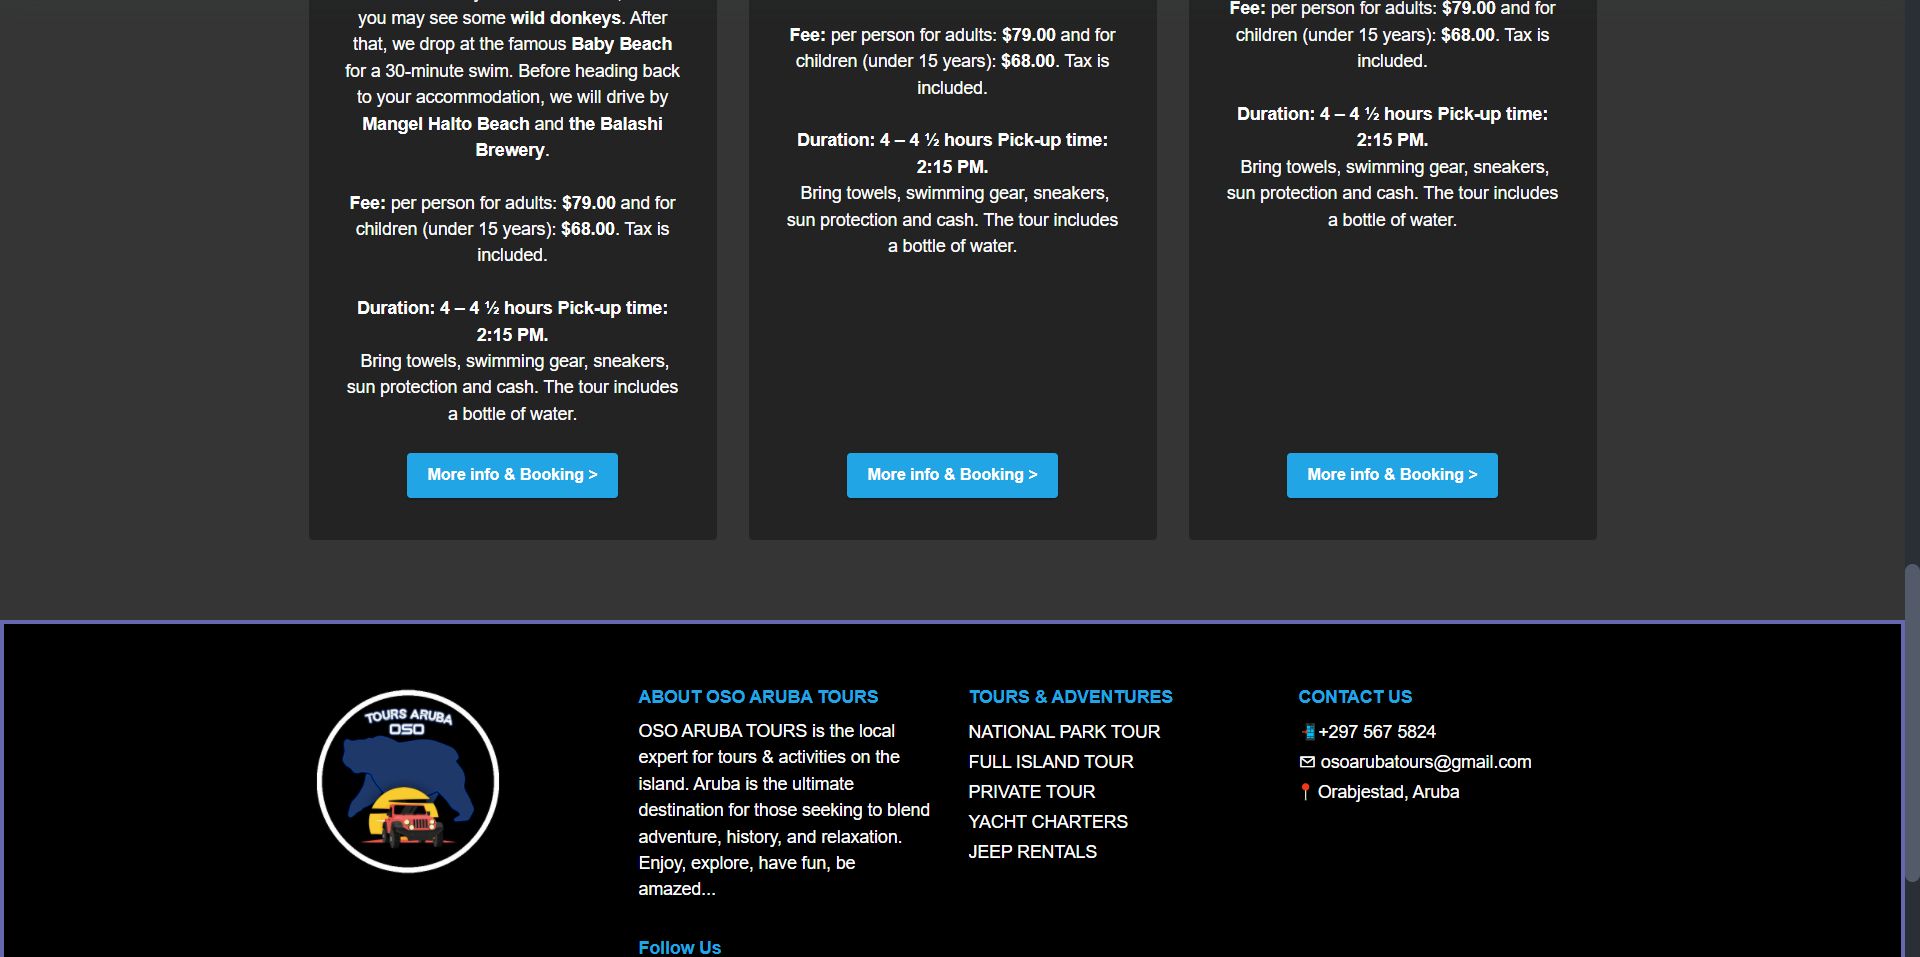 you may see some wild donkeys. After
that, we drop at the famous Baby Beach
for a 30-minute swim. Before heading back
to your accommodation, we will drive by
Mangel Halto Beach and the Balashi
Brewery.
Fee: per person for adults: $79.00 and for
children (under 15 years): $68.00. Tax is
included.
Duration: 4 – 4 ½ hours Pick-up time:
2:15 PM.
Bring towels, swimming gear, sneakers,
sun protection and cash. The tour includes
a bottle of water.
More info & Booking >
Fee: per person for adults: $79.00 and for
children (under 15 years): $68.00. Tax is
included.
Duration: 4 – 4 ½ hours Pick-up time:
2:15 PM.
Bring towels, swimming gear, sneakers,
sun protection and cash. The tour includes
a bottle of water.
More info & Booking >
Fee: per person for adults: $79.00 and for
children (under 15 years): $68.00. Tax is
included.
Duration: 4 – 4 ½ hours Pick-up time:
2:15 PM.
Bring towels, swimming gear, sneakers,
sun protection and cash. The tour includes
a bottle of water.
More info & Booking >
TOURS ARUBA
OSO
ABOUT OSO ARUBA TOURS
OSO ARUBA TOURS is the local
expert for tours & activities on the
island. Aruba is the ultimate
destination for those seeking to blend
adventure, history, and relaxation.
Enjoy, explore, have fun, be
amazed...
Follow Us
TOURS & ADVENTURES
NATIONAL PARK TOUR
FULL ISLAND TOUR
PRIVATE TOUR
YACHT CHARTERS
JEEP RENTALS
CONTACT US
+297 567 5824
osoarubatours@gmail.com
Orabjestad, Aruba